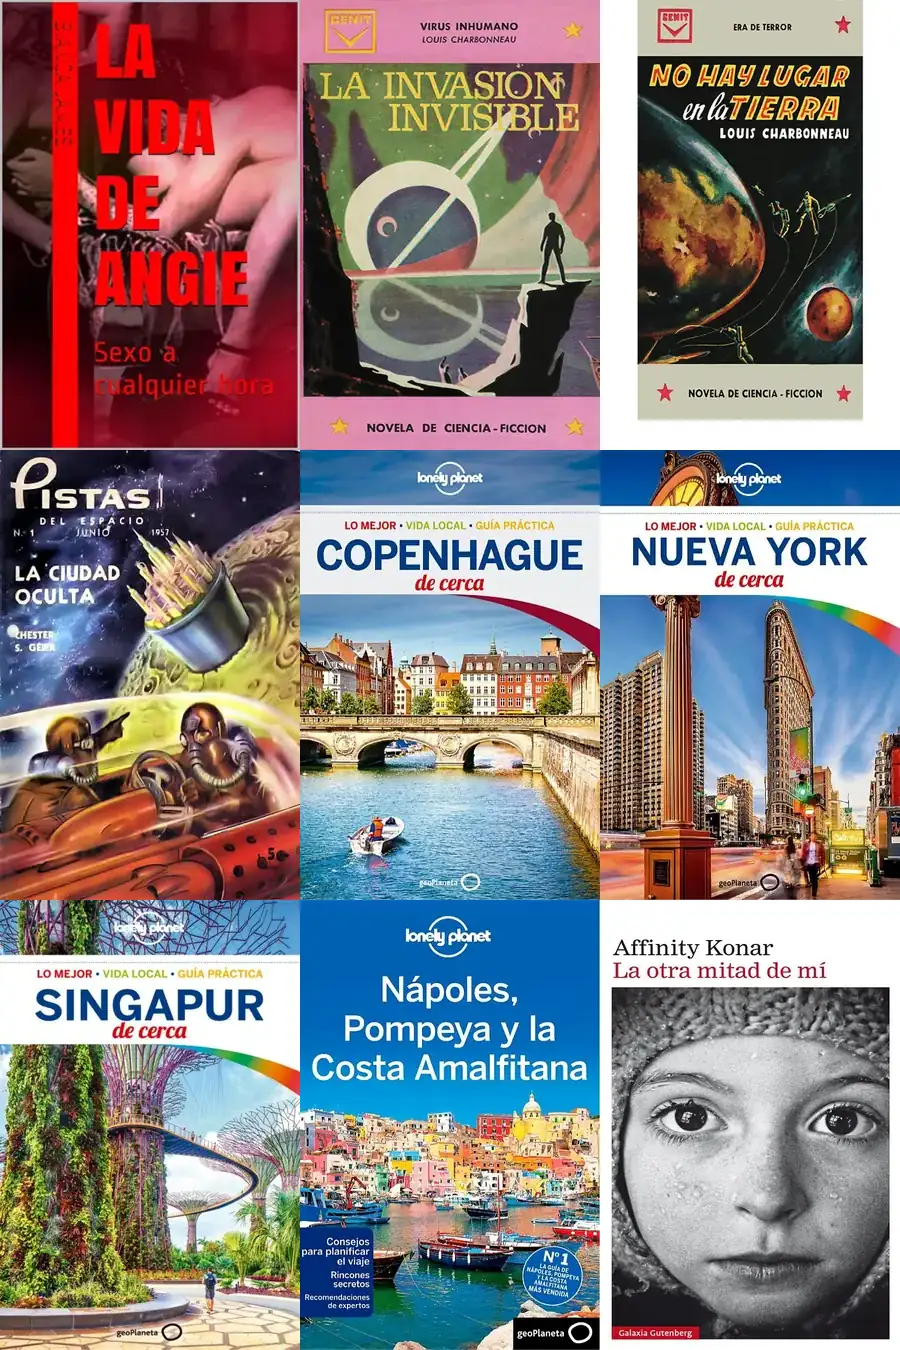 LA
VIDA
DE
ANGIE
Sexo a
cualquier hora
CENIT
VIRUS INHUMANO
LOUIS CHARBONNEAU
LA INVASION
INVISIBLE
NOVELA DE CIENCIA-FICCION
CENIT
ERA DE TERROR
NO HAY LUGAR
en la TIERRA
LOUIS CHARBONNEAU
NOVELA DE CIENCIA-FICCION
PISTAS
DEL ESPACIO
N.º 1 JUNIO 1957
LA CIUDAD
OCULTA
CHESTER
S. GEIER
5
lonely planet
LO MEJOR • VIDA LOCAL • GUÍA PRÁCTICA
COPENHAGUE
de cerca
geoPlaneta
lonely planet
LO MEJOR • VIDA LOCAL • GUÍA PRÁCTICA
NUEVA YORK
de cerca
geoPlaneta
lonely planet
LO MEJOR • VIDA LOCAL • GUÍA PRÁCTICA
SINGAPUR
de cerca
geoPlaneta
lonely planet
Nápoles,
Pompeya y la
Costa Amalfitana
Consejos
para planificar
el viaje
Rincones
secretos
Recomendaciones
de expertos
Nº1
LA GUÍA DE
NÁPOLES, POMPEYA
Y LA COSTA
AMALFITANA
MÁS VENDIDA
geoPlaneta
Affinity Konar
La otra mitad de mí
Galaxia Gutenberg